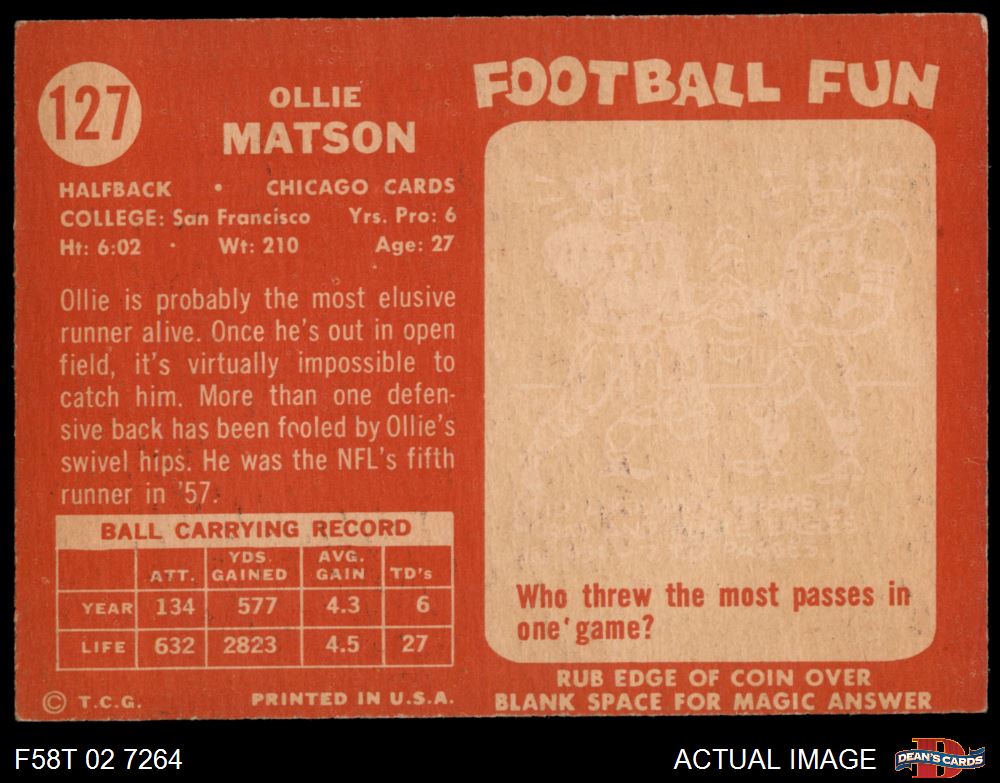 127
OLLIE
MATSON
HALFBACK • CHICAGO CARDS
COLLEGE: San Francisco Yrs. Pro: 6
Ht: 6:02 · Wt: 210 Age: 27
Ollie is probably the most elusive
runner alive. Once he's out in open
field, it's virtually impossible to
catch him. More than one defen-
sive back has been fooled by Ollie's
swivel hips. He was the NFL's fifth
runner in '57.
BALL CARRYING RECORD
ATT. YDS. GAINED AVG. GAIN TD's
YEAR 134 577 4.3 6
LIFE 632 2823 4.5 27
© T.C.G. PRINTED IN U.S.A.
FOOTBALL FUN
Who threw the most passes in
one game?
RUB EDGE OF COIN OVER
BLANK SPACE FOR MAGIC ANSWER
F58T 02 7264
ACTUAL IMAGE
D
DEAN'S CARDS